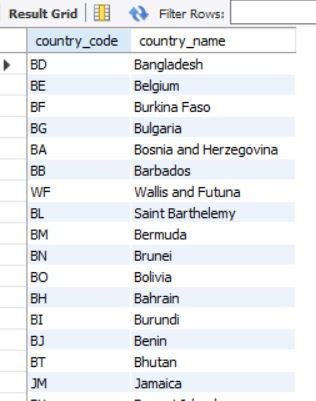 Result Grid Filter Rows:
country_code country_name
BD Bangladesh
BE Belgium
BF Burkina Faso
BG Bulgaria
BA Bosnia and Herzegovina
BB Barbados
WF Wallis and Futuna
BL Saint Barthelemy
BM Bermuda
BN Brunei
BO Bolivia
BH Bahrain
BI Burundi
BJ Benin
BT Bhutan
JM Jamaica